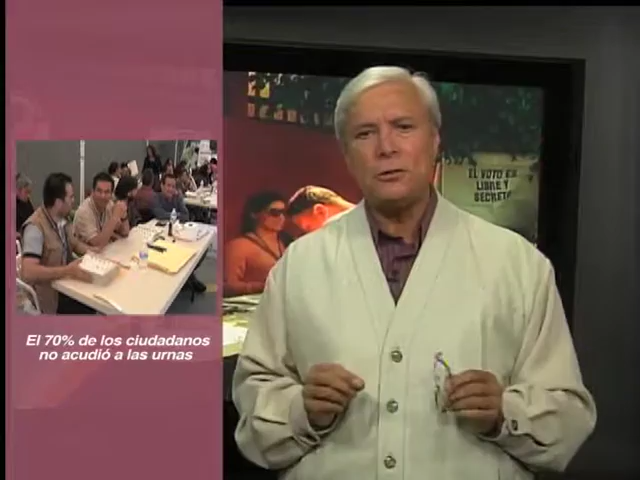 El 70% de los ciudadanos
no acudió a las urnas
EL VOTO ES
LIBRE Y
SECRETO